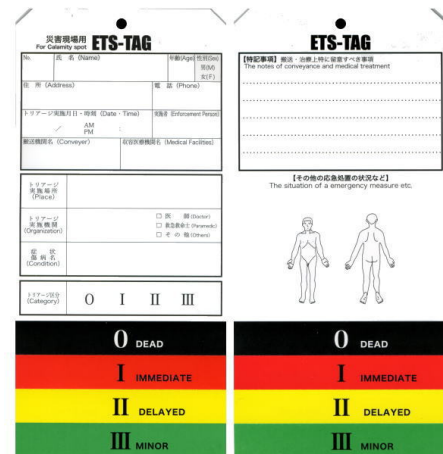 災害現場用 ETS-TAG
For Calamity spot
No. 氏 名 (Name) 年齢(Age) 性別(Sex)
男(M)
女(F)
住 所 (Address) 電 話 (Phone)
トリアージ実施月日・時刻 (Date・Time) 実施者 (Enforcement Person)
／ AM :
PM
搬送機関名 (Conveyer) 収容医療機関名 (Medical Facilities)
トリアージ
実施場所
(Place)
トリアージ
実施機関
(Organization)
□ 医 師 (Doctor)
□ 救急救命士 (Paramedic)
□ その他 (Others)
症 状
傷病名
(Condition)
トリアージ区分
(Category) 0 I II III
0 DEAD
I IMMEDIATE
II DELAYED
III MINOR
ETS-TAG
【特記事項】搬送・治療上特に留意すべき事項
The notes of conveyance and medical treatment
【その他の応急処置の状況など】
The situation of a emergency measure etc.
0 DEAD
I IMMEDIATE
II DELAYED
III MINOR